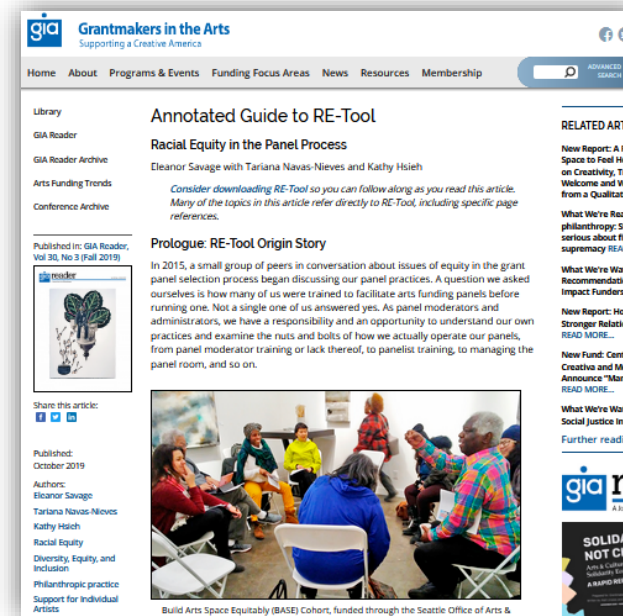 gia
Grantmakers in the Arts
Supporting a Creative America
Home About Programs & Events Funding Focus Areas News Resources Membership
ADVANCED
SEARCH
Library
GIA Reader
GIA Reader Archive
Arts Funding Trends
Conference Archive
Published in: GIA Reader,
Vol 30, No 3 (Fall 2019)
reader
Share this article:
Published:
October 2019
Authors:
Eleanor Savage
Tariana Navas-Nieves
Kathy Hsieh
Racial Equity
Diversity, Equity, and
Inclusion
Philanthropic practice
Support for Individual
Artists
Annotated Guide to RE-Tool
Racial Equity in the Panel Process
Eleanor Savage with Tariana Navas-Nieves and Kathy Hsieh
Consider downloading RE-Tool so you can follow along as you read this article.
Many of the topics in this article refer directly to RE-Tool, including specific page
references.
Prologue: RE-Tool Origin Story
In 2015, a small group of peers in conversation about issues of equity in the grant
panel selection process began discussing our panel practices. A question we asked
ourselves is how many of us were trained to facilitate arts funding panels before
running one. Not a single one of us answered yes. As panel moderators and
administrators, we have a responsibility and an opportunity to understand our own
practices and examine the nuts and bolts of how we actually operate our panels,
from panel moderator training or lack thereof, to panelist training, to managing the
panel room, and so on.
Build Arts Space Equitably (BASE) Cohort, funded through the Seattle Office of Arts &
RELATED ART
New Report: A
Space to Feel
on Creativity,
Welcome and
from a Qualitat
What We're Rea
philanthropy:
serious about
supremacy REA
What We're Wa
Recommendatio
Impact Funders
New Report: Ho
Stronger Relati
READ MORE...
New Fund: Cent
Creativa and
Announce "Ma
READ MORE...
What We're Wa
Social Justice In
Further readi
gia
SOLIDA
NOT C
Arts & Cultur
Solidarity
A RAPID RE